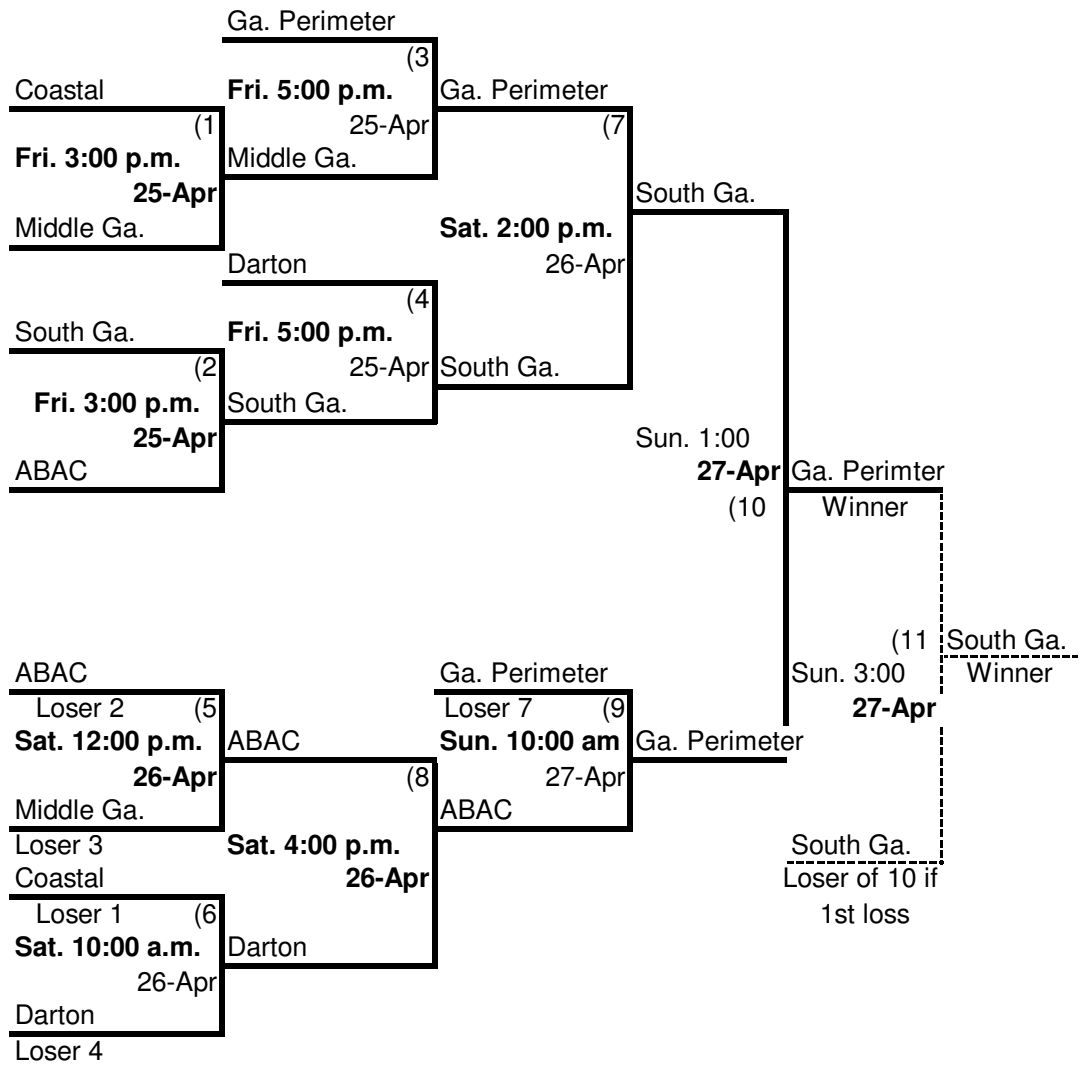 Ga. Perimeter
(3
Coastal
Fri. 5:00 p.m.
Ga. Perimeter
(1
25-Apr
(7
Fri. 3:00 p.m.
Middle Ga.
25-Apr
South Ga.
Middle Ga.
Sat. 2:00 p.m.
Darton
26-Apr
(4
South Ga.
Fri. 5:00 p.m.
(2
25-Apr
South Ga.
Fri. 3:00 p.m.
South Ga.
25-Apr
Sun. 1:00
ABAC
27-Apr
Ga. Perimter
(10
Winner
(11
South Ga.
ABAC
Ga. Perimeter
Sun. 3:00
Winner
Loser 2
(5
Loser 7
(9
27-Apr
Sat. 12:00 p.m.
ABAC
Sun. 10:00 am
Ga. Perimeter
26-Apr
(8
27-Apr
Middle Ga.
ABAC
Loser 3
Sat. 4:00 p.m.
South Ga.
Coastal
26-Apr
Loser of 10 if
Loser 1
(6
1st loss
Sat. 10:00 a.m.
Darton
26-Apr
Darton
Loser 4